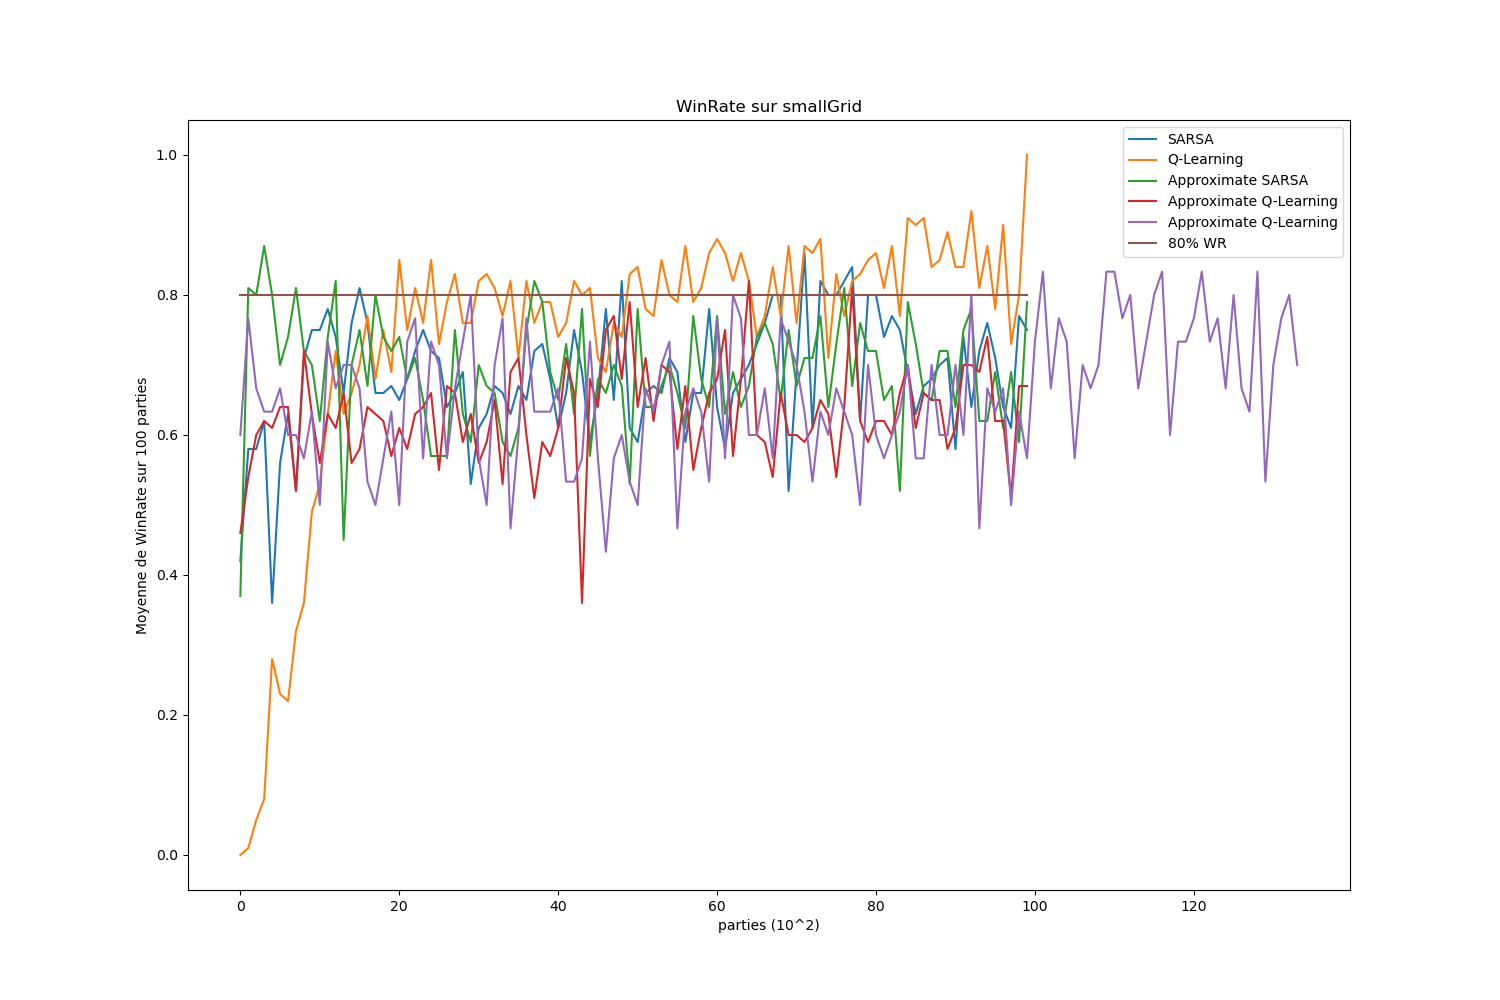 WinRate sur smallGrid
SARSA
Q-Learning
Approximate SARSA
Approximate Q-Learning
Approximate Q-Learning
80% WR
Moyenne de WinRate sur 100 parties
1.0
0.8
0.6
0.4
0.2
0.0
0 20 40 60 80 100 120
parties (10^2)